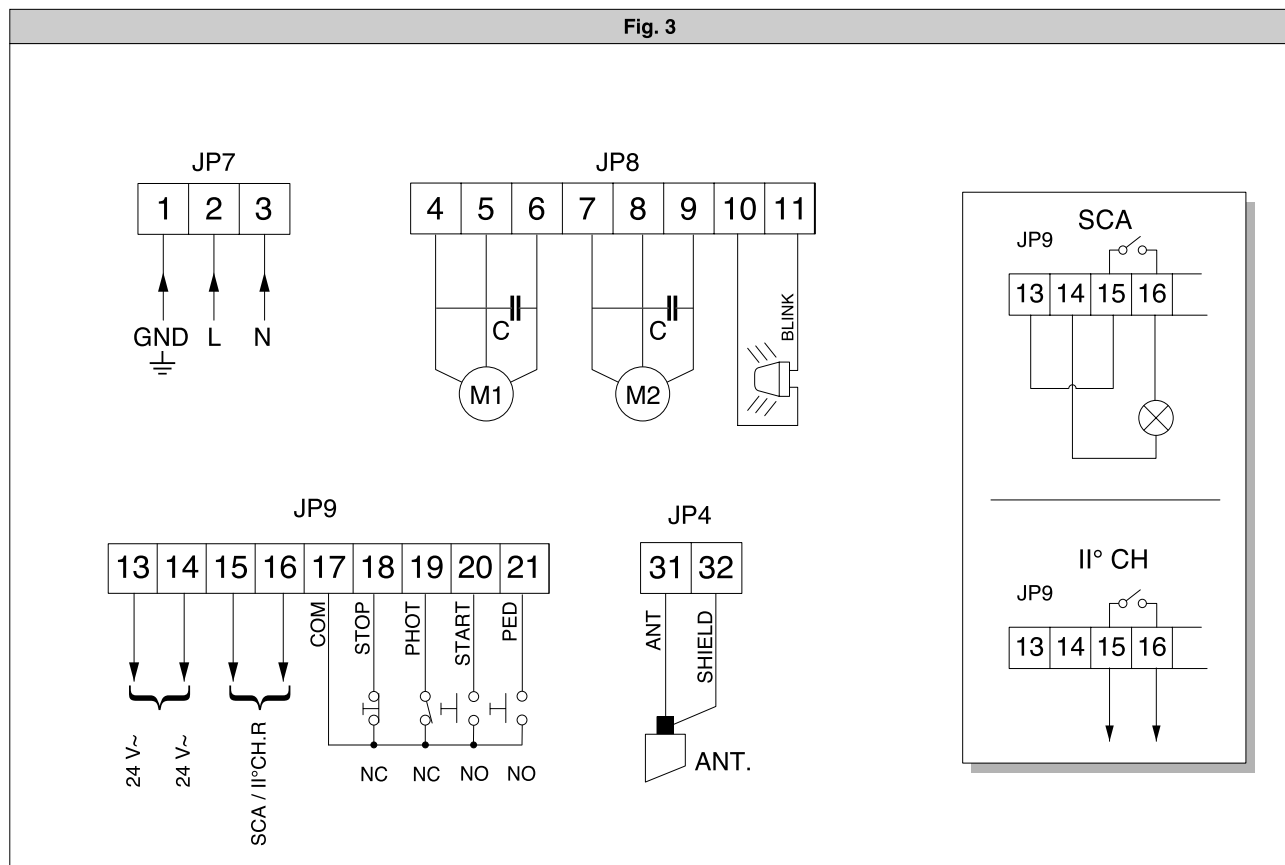 Fig. 3
JP7
1 2 3
GND L N
JP8
4 5 6 7 8 9 10 11
C C
M1 M2
BLINK
SCA
JP9
13 14 15 16
II° CH
JP9
13 14 15 16
JP9
13 14 15 16 17 18 19 20 21
COM STOP PHOT START PED
24 V~ 24 V~ SCA / II°CH.R
NC NC NO NO
JP4
31 32
ANT SHIELD
ANT.